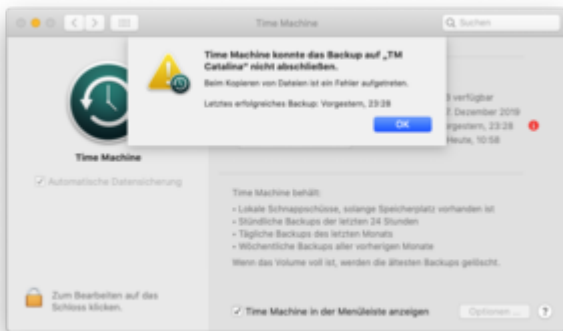 Time Machine
Suchen
Time Machine konnte das Backup auf „TM
Catalina" nicht abschließen.
Beim Kopieren von Dateien ist ein Fehler aufgetreten.
Letztes erfolgreiches Backup: Vorgestern, 23:28
OK
verfügbar
Dezember 2019
Vorgestern, 23:28
Heute, 10:58
Time Machine
Automatische Datensicherung
Time Machine behält:
• Lokale Schnappschüsse, solange Speicherplatz vorhanden ist
• Stündliche Backups der letzten 24 Stunden
• Tägliche Backups des letzten Monats
• Wöchentliche Backups aller vorherigen Monate
Wenn das Volume voll ist, werden die ältesten Backups gelöscht.
Zum Bearbeiten auf das
Schloss klicken.
Time Machine in der Menüleiste anzeigen
Optionen ...
?